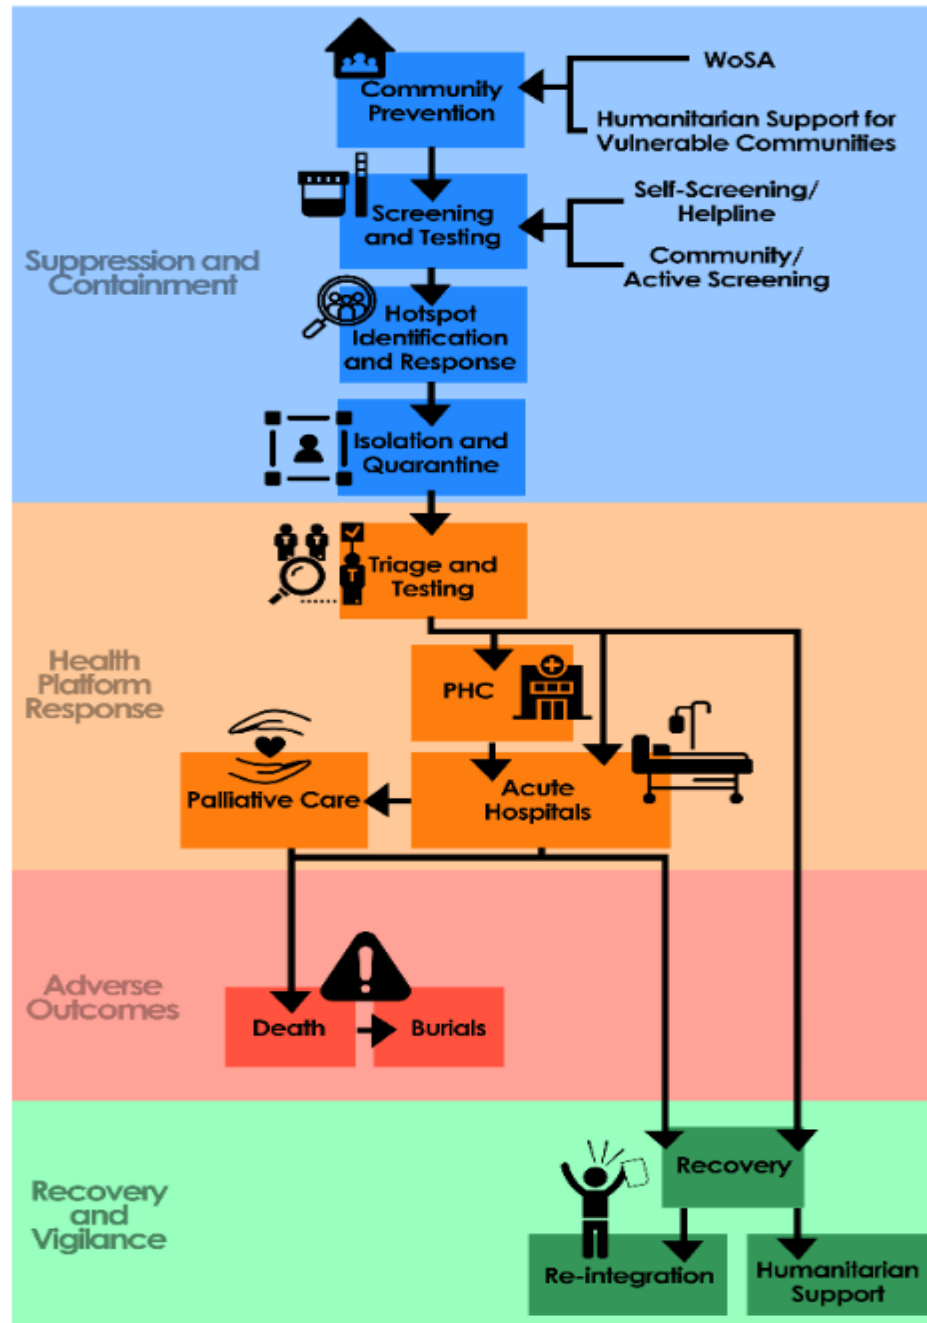 Community
Prevention
WoSA
Humanitarian Support for
Vulnerable Communities
Suppression and
Containment
Screening
and Testing
Self-Screening/
Helpline
Community/
Active Screening
Hotspot
Identification
and Response
Isolation and
Quarantine
Health
Platform
Response
Triage and
Testing
PHC
Palliative Care
Acute
Hospitals
Adverse
Outcomes
Death
Burials
Recovery
and
Vigilance
Recovery
Re-integration
Humanitarian
Support